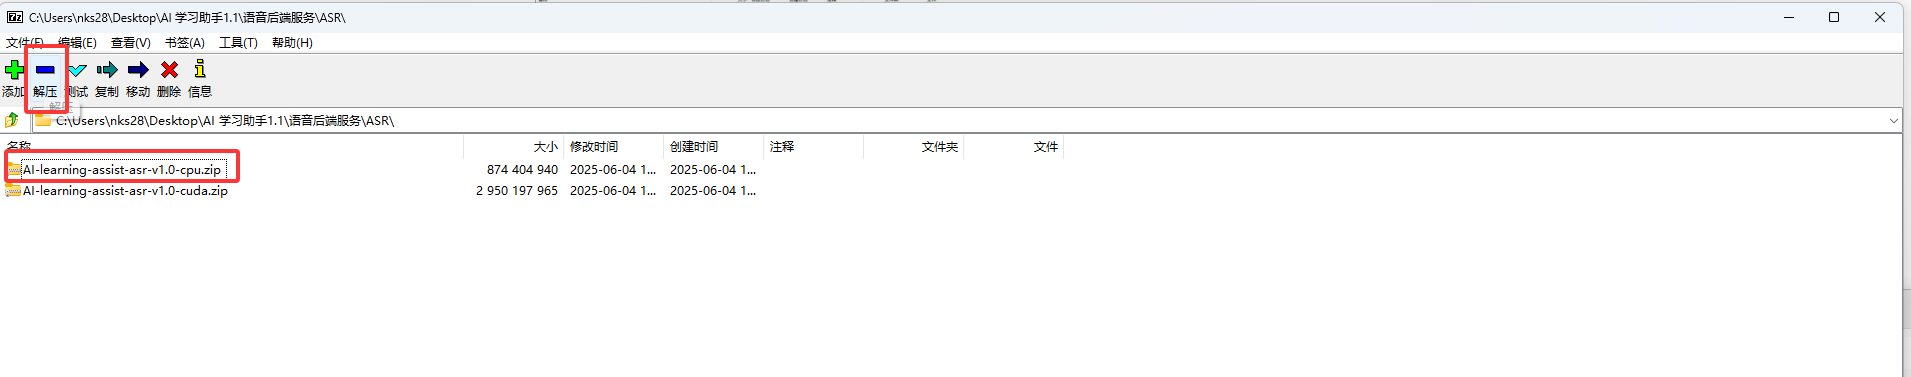 C:\Users\nks28\Desktop\AI 学习助手1.1\语音后端服务\ASR\
文件(F) 编辑(E) 查看(V) 书签(A) 工具(T) 帮助(H)
添加 解压 测试 复制 移动 删除 信息
解压
C:\Users\nks28\Desktop\AI 学习助手1.1\语音后端服务\ASR\
名称 大小 修改时间 创建时间 注释 文件夹 文件
AI-learning-assist-asr-v1.0-cpu.zip 874 404 940 2025-06-04 1... 2025-06-04 1...
AI-learning-assist-asr-v1.0-cuda.zip 2 950 197 965 2025-06-04 1... 2025-06-04 1...